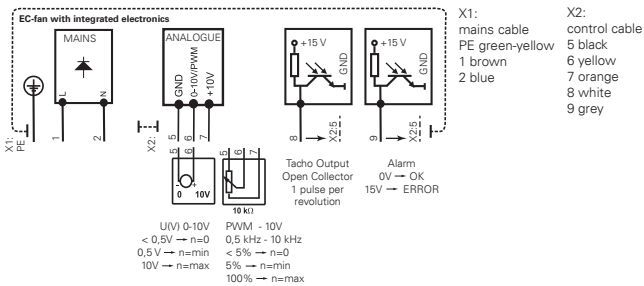 EC-fan with integrated electronics
MAINS
L
N
ANALOGUE
GND
0-10V/PWM
+10V
+15 V
GND
+15 V
GND
X1:
PE
1
2
X2:
5
6
7
5
6
5
6
7
8
X2:5
9
X2:5
- +
0 10V
10 kΩ
U(V) 0-10V
< 0,5V → n=0
0,5 V → n=min
10V → n=max
PWM - 10V
0,5 kHz - 10 kHz
< 5% → n=0
5% → n=min
100% → n=max
Tacho Output
Open Collector
1 pulse per
revolution
Alarm
0V → OK
15V → ERROR
X1:
mains cable
PE green-yellow
1 brown
2 blue
X2:
control cable
5 black
6 yellow
7 orange
8 white
9 grey